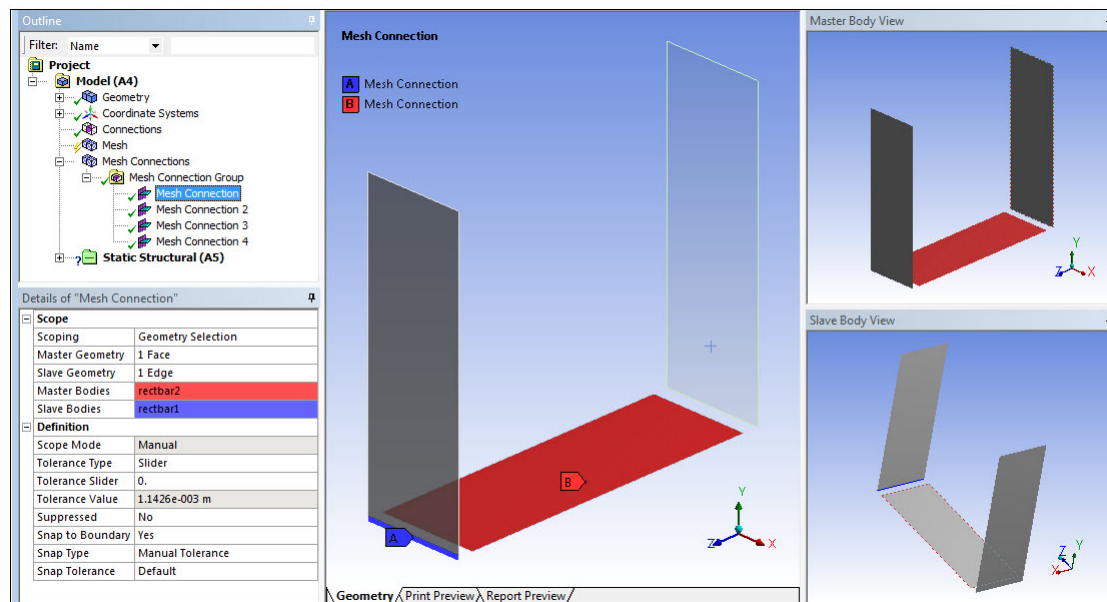 Outline
Filter: Name
Project
Model (A4)
Geometry
Coordinate Systems
Connections
Mesh
Mesh Connections
Mesh Connection Group
Mesh Connection
Mesh Connection 2
Mesh Connection 3
Mesh Connection 4
Static Structural (A5)
Details of "Mesh Connection"
Scope
Scoping Geometry Selection
Master Geometry 1 Face
Slave Geometry 1 Edge
Master Bodies rectbar2
Slave Bodies rectbar1
Definition
Scope Mode Manual
Tolerance Type Slider
Tolerance Slider 0.
Tolerance Value 1.1426e-003 m
Suppressed No
Snap to Boundary Yes
Snap Type Manual Tolerance
Snap Tolerance Default
Mesh Connection
A Mesh Connection
B Mesh Connection
B
A
Y
Z X
Geometry Print Preview Report Preview
Master Body View
Y
Z X
Slave Body View
Z Y
X